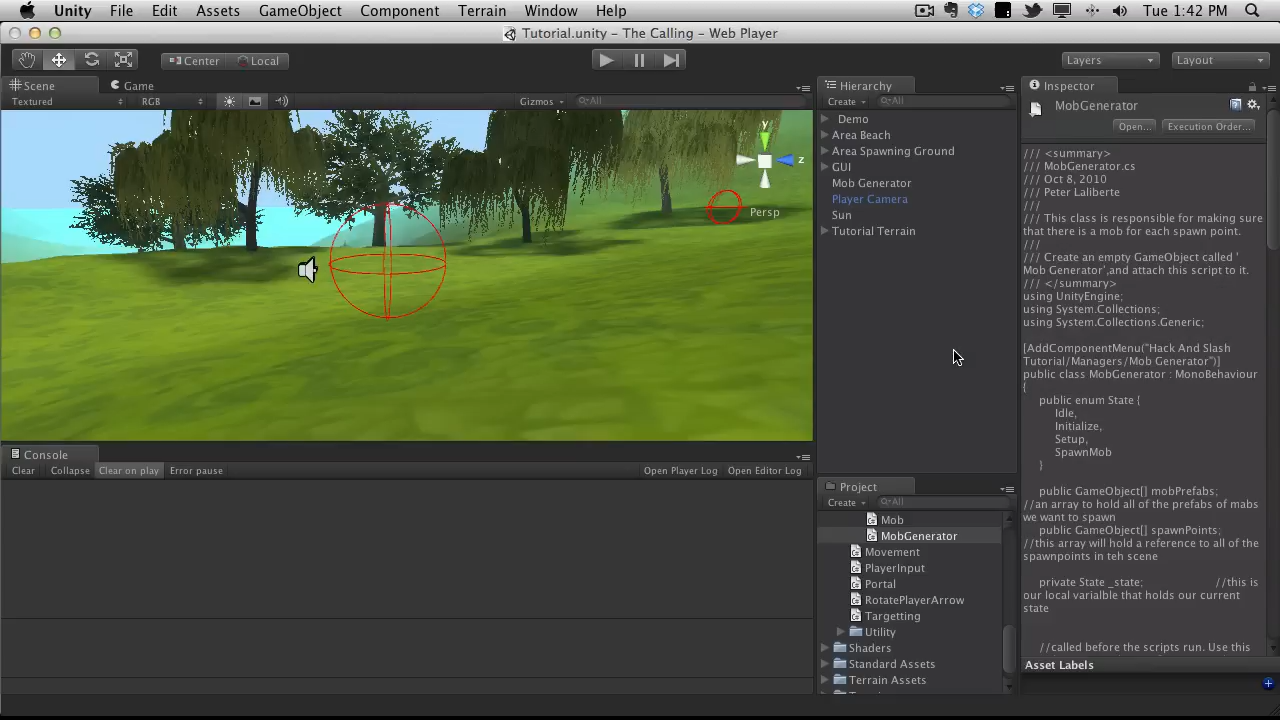 Unity File Edit Assets GameObject Component Terrain Window Help Tue 1:42 PM
Tutorial.unity – The Calling – Web Player
Center Local Layers Layout
Scene Game
Textured RGB Gizmos All
y
z
Persp
Console
Clear Collapse Clear on play Error pause Open Player Log Open Editor Log
Hierarchy
Create All
Demo
Area Beach
Area Spawning Ground
GUI
Mob Generator
Player Camera
Sun
Tutorial Terrain
Project
Create All
Mob
MobGenerator
Movement
PlayerInput
Portal
RotatePlayerArrow
Targetting
Utility
Shaders
Standard Assets
Terrain Assets
Inspector
MobGenerator
Open... Execution Order...
/// <summary>
/// MobGenerator.cs
/// Oct 8, 2010
/// Peter Laliberte
///
/// This class is responsible for making sure
that there is a mob for each spawn point.
///
/// Create an empty GameObject called '
Mob Generator',and attach this script to it.
/// </summary>
using UnityEngine;
using System.Collections;
using System.Collections.Generic;
[AddComponentMenu("Hack And Slash
Tutorial/Managers/Mob Generator")]
public class MobGenerator : MonoBehaviour
{
public enum State {
Idle,
Initialize,
Setup,
SpawnMob
}
public GameObject[] mobPrefabs;
//an array to hold all of the prefabs of mabs
we want to spawn
public GameObject[] spawnPoints;
//this array will hold a reference to all of the
spawnpoints in teh scene
private State _state; //this is
our local varialble that holds our current
state
//called before the scripts run. Use this
Asset Labels